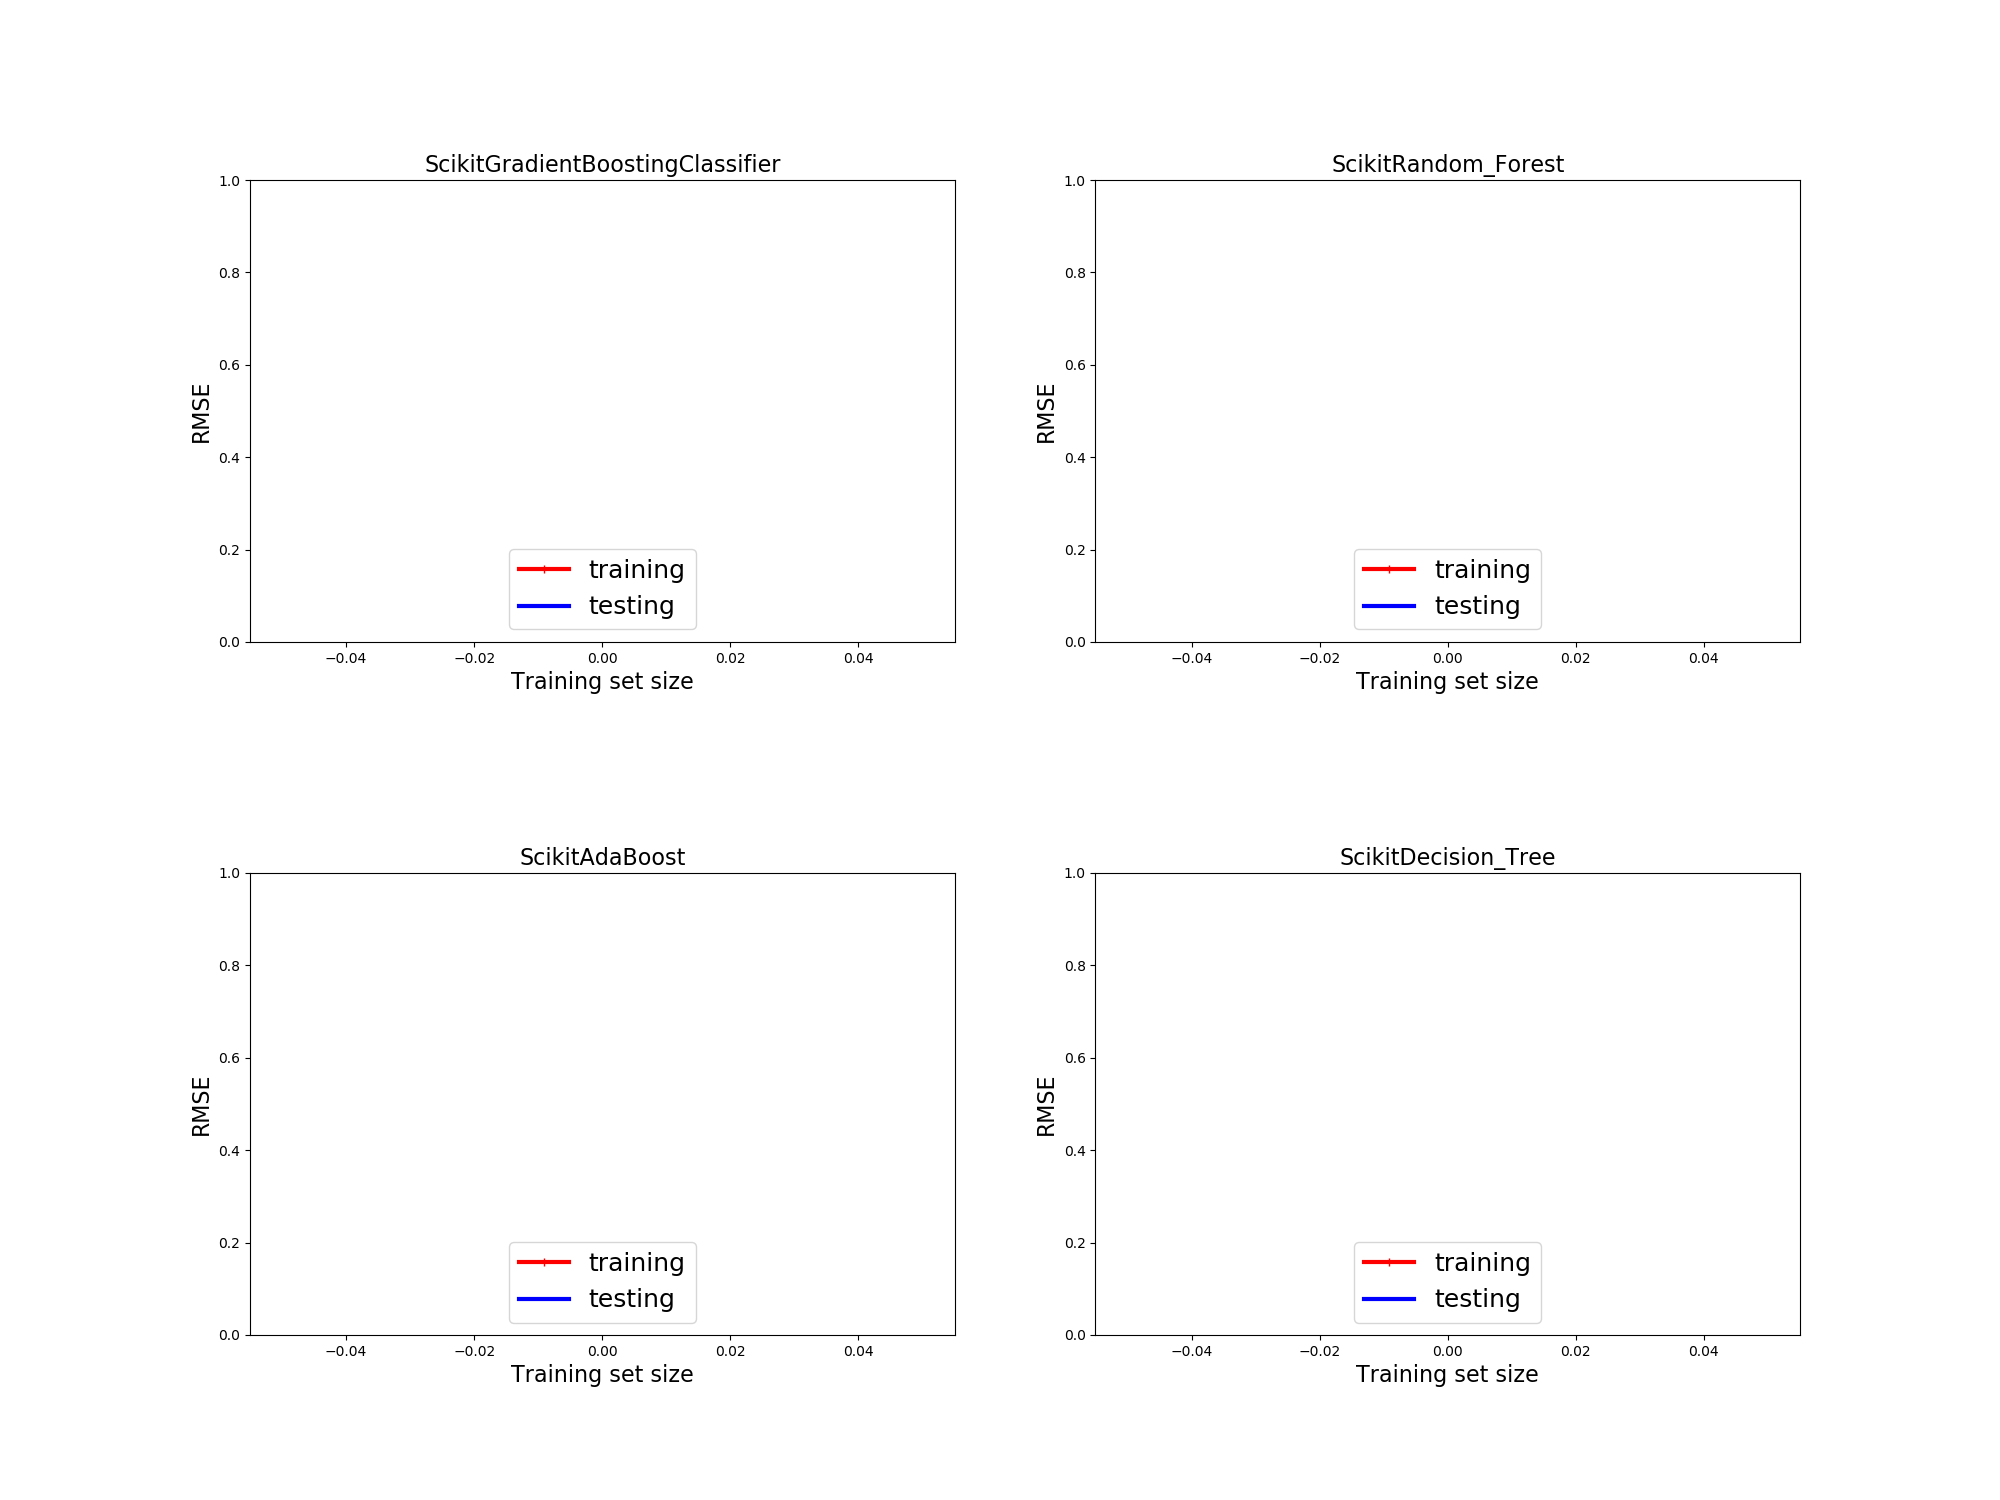 ScikitGradientBoostingClassifier
1.0
0.8
0.6
0.4
0.2
0.0
RMSE
training
testing
−0.04 −0.02 0.00 0.02 0.04
Training set size
ScikitRandom_Forest
1.0
0.8
0.6
0.4
0.2
0.0
RMSE
training
testing
−0.04 −0.02 0.00 0.02 0.04
Training set size
ScikitAdaBoost
1.0
0.8
0.6
0.4
0.2
0.0
RMSE
training
testing
−0.04 −0.02 0.00 0.02 0.04
Training set size
ScikitDecision_Tree
1.0
0.8
0.6
0.4
0.2
0.0
RMSE
training
testing
−0.04 −0.02 0.00 0.02 0.04
Training set size